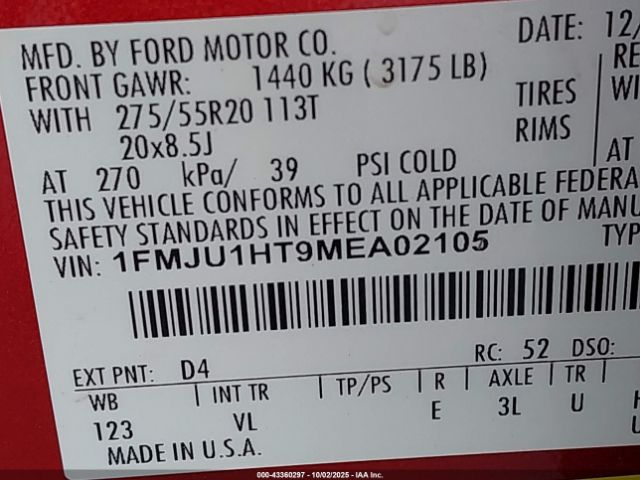 MFD. BY FORD MOTOR CO. DATE: 12/
FRONT GAWR: 1440 KG ( 3175 LB) RE
WITH 275/55R20 113T TIRES WI
20x8.5J RIMS
AT 270 kPa/ 39 PSI COLD AT
THIS VEHICLE CONFORMS TO ALL APPLICABLE FEDERA
SAFETY STANDARDS IN EFFECT ON THE DATE OF MANU
VIN: 1FMJU1HT9MEA02105 TYP
EXT PNT: D4 RC: 52 DSO:
WB | INT TR | TP/PS | R | AXLE | TR |
123 VL E 3L U
MADE IN U.S.A.
000-43360297 - 10/02/2025 - IAA Inc.